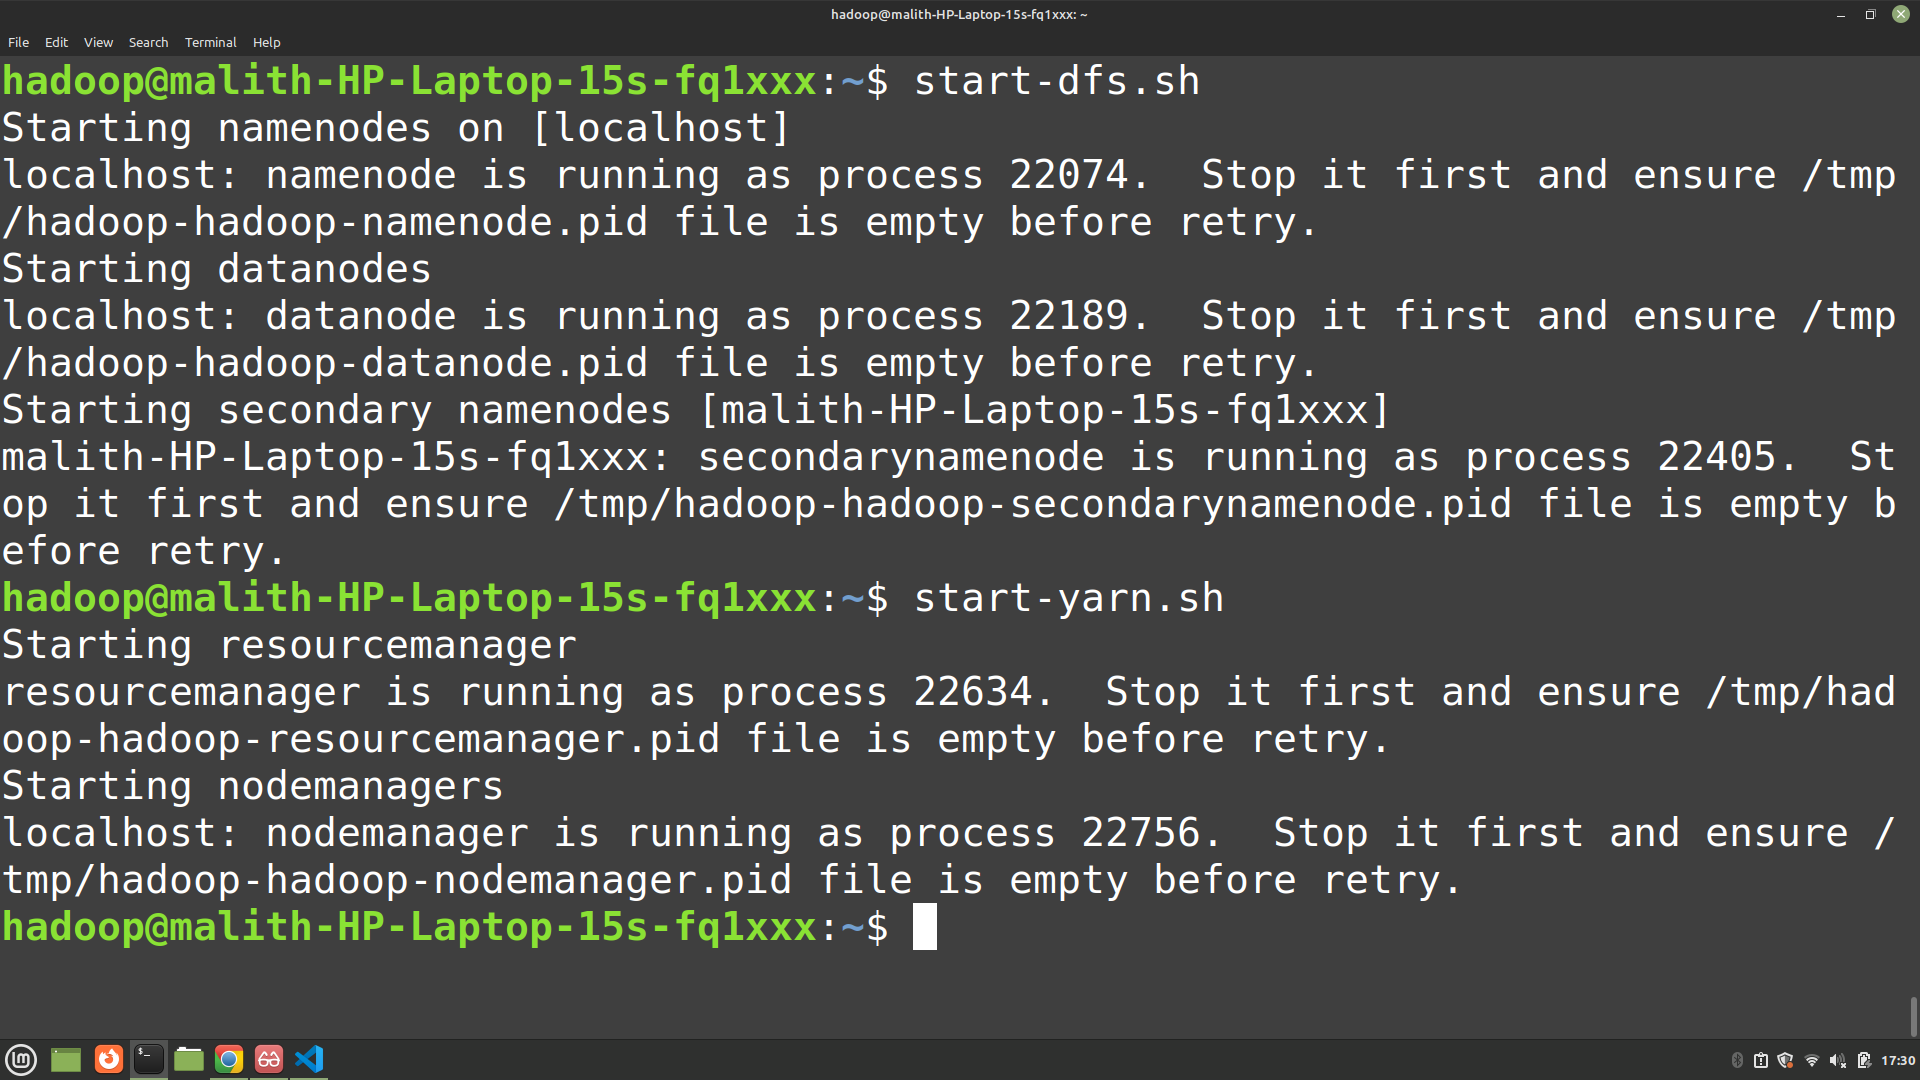 hadoop@malith-HP-Laptop-15s-fq1xxx: ~
File Edit View Search Terminal Help
hadoop@malith-HP-Laptop-15s-fq1xxx:~$ start-dfs.sh
Starting namenodes on [localhost]
localhost: namenode is running as process 22074.  Stop it first and ensure /tmp
/hadoop-hadoop-namenode.pid file is empty before retry.
Starting datanodes
localhost: datanode is running as process 22189.  Stop it first and ensure /tmp
/hadoop-hadoop-datanode.pid file is empty before retry.
Starting secondary namenodes [malith-HP-Laptop-15s-fq1xxx]
malith-HP-Laptop-15s-fq1xxx: secondarynamenode is running as process 22405.  St
op it first and ensure /tmp/hadoop-hadoop-secondarynamenode.pid file is empty b
efore retry.
hadoop@malith-HP-Laptop-15s-fq1xxx:~$ start-yarn.sh
Starting resourcemanager
resourcemanager is running as process 22634.  Stop it first and ensure /tmp/had
oop-hadoop-resourcemanager.pid file is empty before retry.
Starting nodemanagers
localhost: nodemanager is running as process 22756.  Stop it first and ensure /
tmp/hadoop-hadoop-nodemanager.pid file is empty before retry.
hadoop@malith-HP-Laptop-15s-fq1xxx:~$
17:30